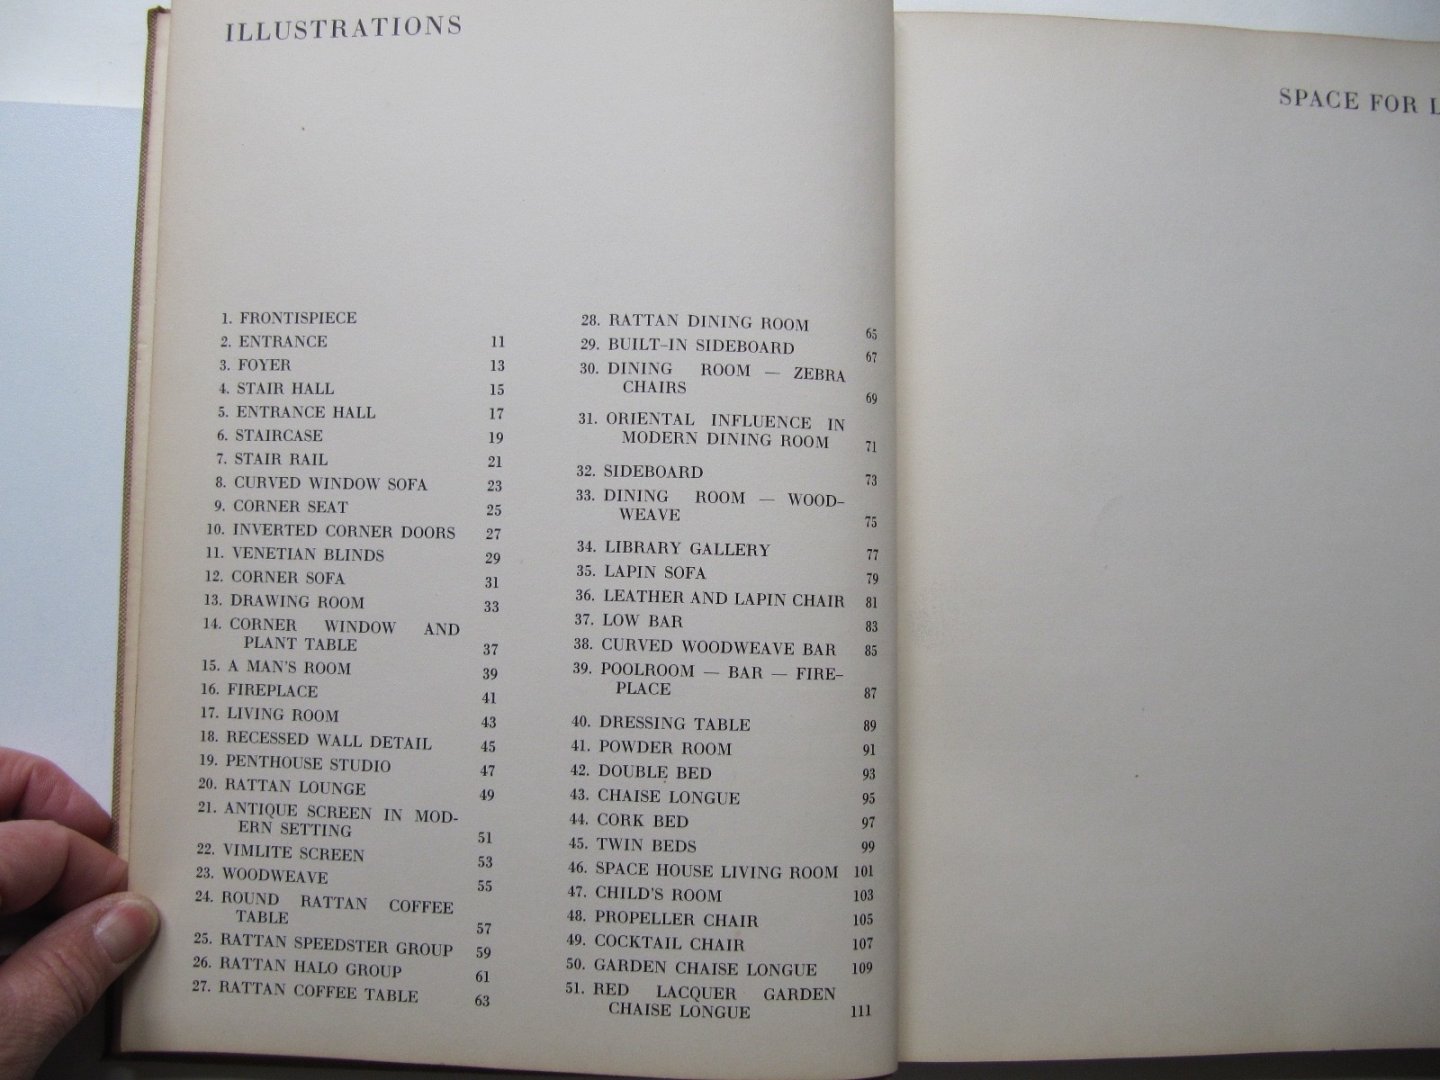 ILLUSTRATIONS
1. FRONTISPIECE
2. ENTRANCE 11
3. FOYER 13
4. STAIR HALL 15
5. ENTRANCE HALL 17
6. STAIRCASE 19
7. STAIR RAIL 21
8. CURVED WINDOW SOFA 23
9. CORNER SEAT 25
10. INVERTED CORNER DOORS 27
11. VENETIAN BLINDS 29
12. CORNER SOFA 31
13. DRAWING ROOM 33
14. CORNER WINDOW AND
PLANT TABLE 37
15. A MAN'S ROOM 39
16. FIREPLACE 41
17. LIVING ROOM 43
18. RECESSED WALL DETAIL 45
19. PENTHOUSE STUDIO 47
20. RATTAN LOUNGE 49
21. ANTIQUE SCREEN IN MOD-
ERN SETTING 51
22. VIMLITE SCREEN 53
23. WOODWEAVE 55
24. ROUND RATTAN COFFEE
TABLE 57
25. RATTAN SPEEDSTER GROUP 59
26. RATTAN HALO GROUP 61
27. RATTAN COFFEE TABLE 63
28. RATTAN DINING ROOM 65
29. BUILT-IN SIDEBOARD 67
30. DINING ROOM — ZEBRA
CHAIRS 69
31. ORIENTAL INFLUENCE IN
MODERN DINING ROOM 71
32. SIDEBOARD 73
33. DINING ROOM — WOOD-
WEAVE 75
34. LIBRARY GALLERY 77
35. LAPIN SOFA 79
36. LEATHER AND LAPIN CHAIR 81
37. LOW BAR 83
38. CURVED WOODWEAVE BAR 85
39. POOLROOM — BAR — FIRE-
PLACE 87
40. DRESSING TABLE 89
41. POWDER ROOM 91
42. DOUBLE BED 93
43. CHAISE LONGUE 95
44. CORK BED 97
45. TWIN BEDS 99
46. SPACE HOUSE LIVING ROOM 101
47. CHILD'S ROOM 103
48. PROPELLER CHAIR 105
49. COCKTAIL CHAIR 107
50. GARDEN CHAISE LONGUE 109
51. RED LACQUER GARDEN
CHAISE LONGUE 111
SPACE FOR L